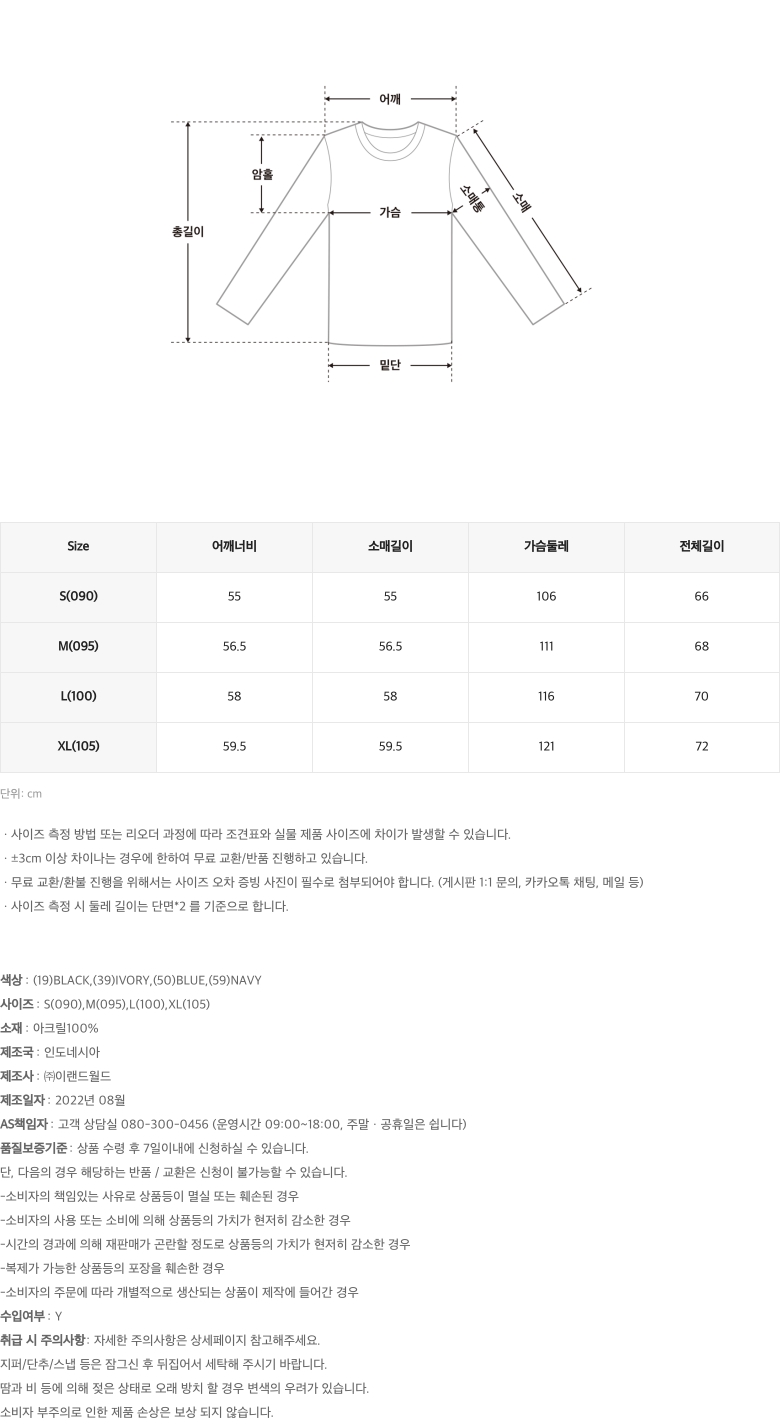 어깨
암홀
소매통
소매
가슴
총길이
밑단
Size 어깨너비 소매길이 가슴둘레 전체길이
S(090) 55 55 106 66
M(095) 56.5 56.5 111 68
L(100) 58 58 116 70
XL(105) 59.5 59.5 121 72
단위: cm
· 사이즈 측정 방법 또는 리오더 과정에 따라 조견표와 실물 제품 사이즈에 차이가 발생할 수 있습니다.
· ±3cm 이상 차이나는 경우에 한하여 무료 교환/반품 진행하고 있습니다.
· 무료 교환/환불 진행을 위해서는 사이즈 오차 증빙 사진이 필수로 첨부되어야 합니다. (게시판 1:1 문의, 카카오톡 채팅, 메일 등)
· 사이즈 측정 시 둘레 길이는 단면*2 를 기준으로 합니다.
색상 : (19)BLACK,(39)IVORY,(50)BLUE,(59)NAVY
사이즈 : S(090),M(095),L(100),XL(105)
소재 : 아크릴100%
제조국 : 인도네시아
제조사 : ㈜이랜드월드
제조일자 : 2022년 08월
AS책임자 : 고객 상담실 080-300-0456 (운영시간 09:00~18:00, 주말 · 공휴일은 쉽니다)
품질보증기준 : 상품 수령 후 7일이내에 신청하실 수 있습니다.
단, 다음의 경우 해당하는 반품 / 교환은 신청이 불가능할 수 있습니다.
-소비자의 책임있는 사유로 상품등이 멸실 또는 훼손된 경우
-소비자의 사용 또는 소비에 의해 상품등의 가치가 현저히 감소한 경우
-시간의 경과에 의해 재판매가 곤란할 정도로 상품등의 가치가 현저히 감소한 경우
-복제가 가능한 상품등의 포장을 훼손한 경우
-소비자의 주문에 따라 개별적으로 생산되는 상품이 제작에 들어간 경우
수입여부 : Y
취급 시 주의사항 : 자세한 주의사항은 상세페이지 참고해주세요.
지퍼/단추/스냅 등은 잠그신 후 뒤집어서 세탁해 주시기 바랍니다.
땀과 비 등에 의해 젖은 상태로 오래 방치 할 경우 변색의 우려가 있습니다.
소비자 부주의로 인한 제품 손상은 보상 되지 않습니다.